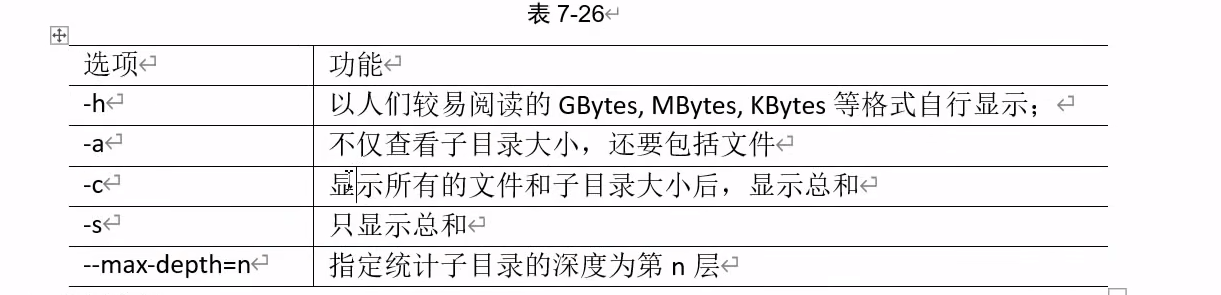 表 7-26
选项 功能
-h 以人们较易阅读的 GBytes, MBytes, KBytes 等格式自行显示；
-a 不仅查看子目录大小，还要包括文件
-c 显示所有的文件和子目录大小后，显示总和
-s 只显示总和
--max-depth=n 指定统计子目录的深度为第 n 层